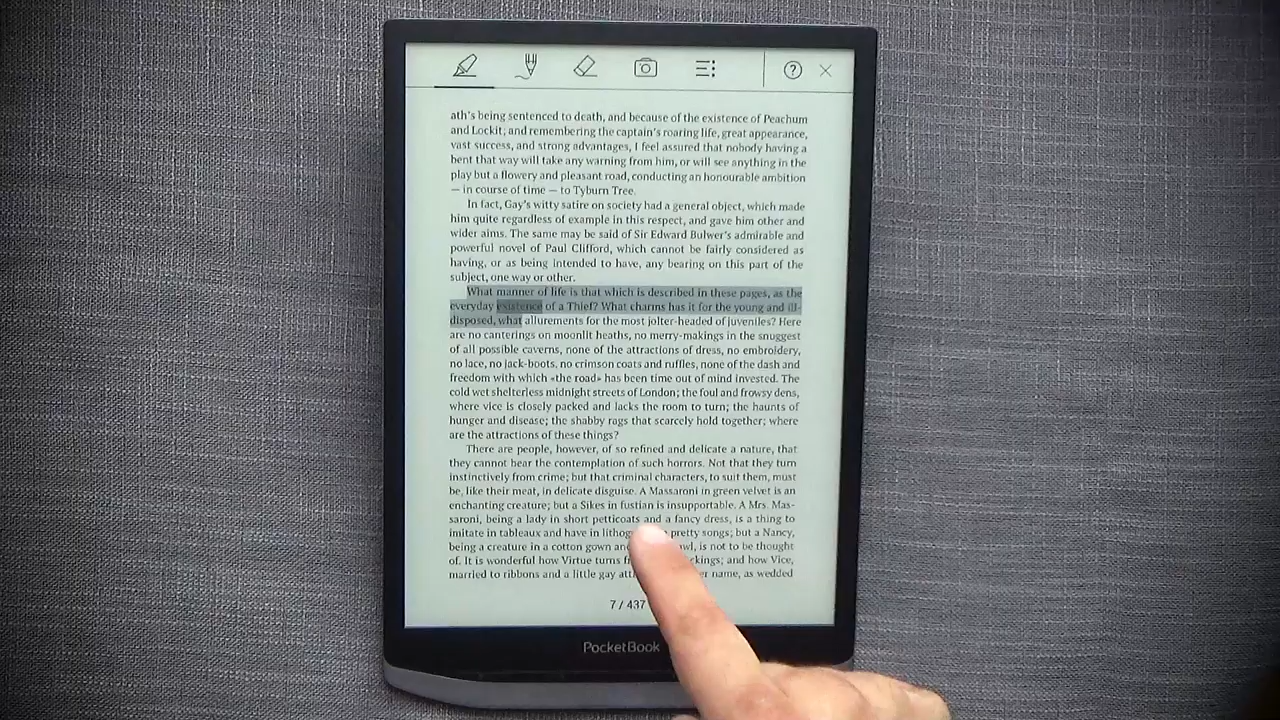 ath's being sentenced to death, and because of the existence of Peachum
and Lockit; and remembering the captain's roaring life, great appearance,
vast success, and strong advantages, I feel assured that nobody having a
bent that way will take any warning from him, or will see anything in the
play but a flowery and pleasant road, conducting an honourable ambition
— in course of time — to Tyburn Tree.
In fact, Gay's witty satire on society had a general object, which made
him quite regardless of example in this respect, and gave him other and
wider aims. The same may be said of Sir Edward Bulwer's admirable and
powerful novel of Paul Clifford, which cannot be fairly considered as
having, or as being intended to have, any bearing on this part of the
subject, one way or other.
What manner of life is that which is described in these pages, as the
everyday existence of a Thief? What charms has it for the young and ill-
disposed, what allurements for the most jolter-headed of juveniles? Here
are no canterings on moonlit heaths, no merry-makings in the snuggest
of all possible caverns, none of the attractions of dress, no embroidery,
no lace, no jack-boots, no crimson coats and ruffles, none of the dash and
freedom with which «the road» has been time out of mind invested. The
cold wet shelterless midnight streets of London; the foul and frowsy dens,
where vice is closely packed and lacks the room to turn; the haunts of
hunger and disease; the shabby rags that scarcely hold together; where
are the attractions of these things?
There are people, however, of so refined and delicate a nature, that
they cannot bear the contemplation of such horrors. Not that they turn
instinctively from crime; but that criminal characters, to suit them, must
be, like their meat, in delicate disguise. A Massaroni in green velvet is an
enchanting creature; but a Sikes in fustian is insupportable. A Mrs. Mas-
saroni, being a lady in short petticoats and a fancy dress, is a thing to
imitate in tableaux and have in lithog pretty songs; but a Nancy,
being a creature in a cotton gown an awl, is not to be thought
of. It is wonderful how Virtue turns fr ckings; and how Vice,
married to ribbons and a little gay atti er name, as wedded
7 / 437
PocketBook